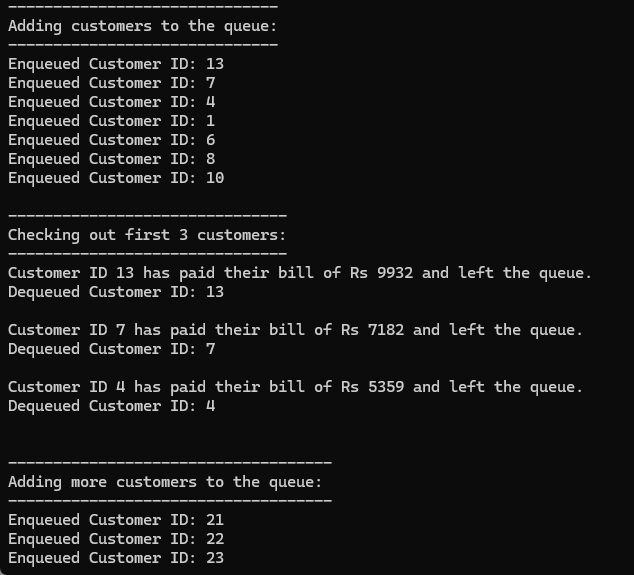 ------------------------------
Adding customers to the queue:
------------------------------
Enqueued Customer ID: 13
Enqueued Customer ID: 7
Enqueued Customer ID: 4
Enqueued Customer ID: 1
Enqueued Customer ID: 6
Enqueued Customer ID: 8
Enqueued Customer ID: 10
-------------------------------
Checking out first 3 customers:
-------------------------------
Customer ID 13 has paid their bill of Rs 9932 and left the queue.
Dequeued Customer ID: 13
Customer ID 7 has paid their bill of Rs 7182 and left the queue.
Dequeued Customer ID: 7
Customer ID 4 has paid their bill of Rs 5359 and left the queue.
Dequeued Customer ID: 4
------------------------------------
Adding more customers to the queue:
------------------------------------
Enqueued Customer ID: 21
Enqueued Customer ID: 22
Enqueued Customer ID: 23